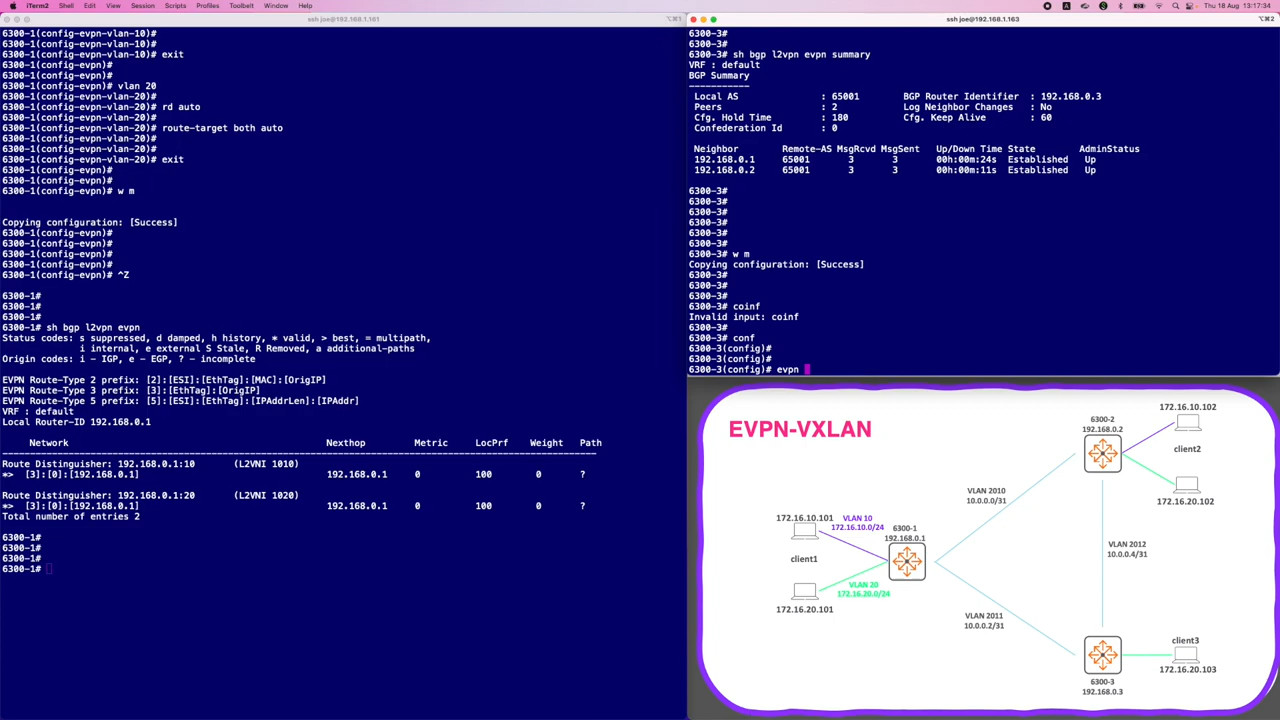 iTerm2 Shell Edit View Session Scripts Profiles Toolbelt Window Help
Thu 18 Aug 13:17:34
ssh joe@192.168.1.161 ⌥⌘1
6300-1(config-evpn-vlan-10)#
6300-1(config-evpn-vlan-10)#
6300-1(config-evpn-vlan-10)# exit
6300-1(config-evpn)#
6300-1(config-evpn)#
6300-1(config-evpn)# vlan 20
6300-1(config-evpn-vlan-20)#
6300-1(config-evpn-vlan-20)# rd auto
6300-1(config-evpn-vlan-20)#
6300-1(config-evpn-vlan-20)# route-target both auto
6300-1(config-evpn-vlan-20)#
6300-1(config-evpn-vlan-20)#
6300-1(config-evpn-vlan-20)# exit
6300-1(config-evpn)#
6300-1(config-evpn)#
6300-1(config-evpn)# w m
Copying configuration: [Success]
6300-1(config-evpn)#
6300-1(config-evpn)#
6300-1(config-evpn)#
6300-1(config-evpn)#
6300-1(config-evpn)# ^Z
6300-1#
6300-1#
6300-1#
6300-1# sh bgp l2vpn evpn
Status codes: s suppressed, d damped, h history, * valid, > best, = multipath,
i internal, e external S Stale, R Removed, a additional-paths
Origin codes: i - IGP, e - EGP, ? - incomplete
EVPN Route-Type 2 prefix: [2]:[ESI]:[EthTag]:[MAC]:[OrigIP]
EVPN Route-Type 3 prefix: [3]:[EthTag]:[OrigIP]
EVPN Route-Type 5 prefix: [5]:[ESI]:[EthTag]:[IPAddrLen]:[IPAddr]
VRF : default
Local Router-ID 192.168.0.1
Network Nexthop Metric LocPrf Weight Path
Route Distinguisher: 192.168.0.1:10 (L2VNI 1010)
*> [3]:[0]:[192.168.0.1] 192.168.0.1 0 100 0 ?
Route Distinguisher: 192.168.0.1:20 (L2VNI 1020)
*> [3]:[0]:[192.168.0.1] 192.168.0.1 0 100 0 ?
Total number of entries 2
6300-1#
6300-1#
6300-1#
6300-1#
ssh joe@192.168.1.163 ⌥⌘2
6300-3#
6300-3#
6300-3# sh bgp l2vpn evpn summary
VRF : default
BGP Summary
-----------
Local AS : 65001 BGP Router Identifier : 192.168.0.3
Peers : 2 Log Neighbor Changes : No
Cfg. Hold Time : 180 Cfg. Keep Alive : 60
Confederation Id : 0
Neighbor Remote-AS MsgRcvd MsgSent Up/Down Time State AdminStatus
192.168.0.1 65001 3 3 00h:00m:24s Established Up
192.168.0.2 65001 3 3 00h:00m:11s Established Up
6300-3#
6300-3#
6300-3#
6300-3#
6300-3#
6300-3#
6300-3# w m
Copying configuration: [Success]
6300-3#
6300-3#
6300-3#
6300-3# coinf
Invalid input: coinf
6300-3#
6300-3# conf
6300-3(config)#
6300-3(config)#
6300-3(config)# evpn
EVPN-VXLAN
172.16.10.102
6300-2
192.168.0.2
client2
172.16.20.102
VLAN 2010
10.0.0.0/31
172.16.10.101
VLAN 10
172.16.10.0/24
6300-1
192.168.0.1
client1
VLAN 20
172.16.20.0/24
172.16.20.101
VLAN 2012
10.0.0.4/31
VLAN 2011
10.0.0.2/31
client3
172.16.20.103
6300-3
192.168.0.3